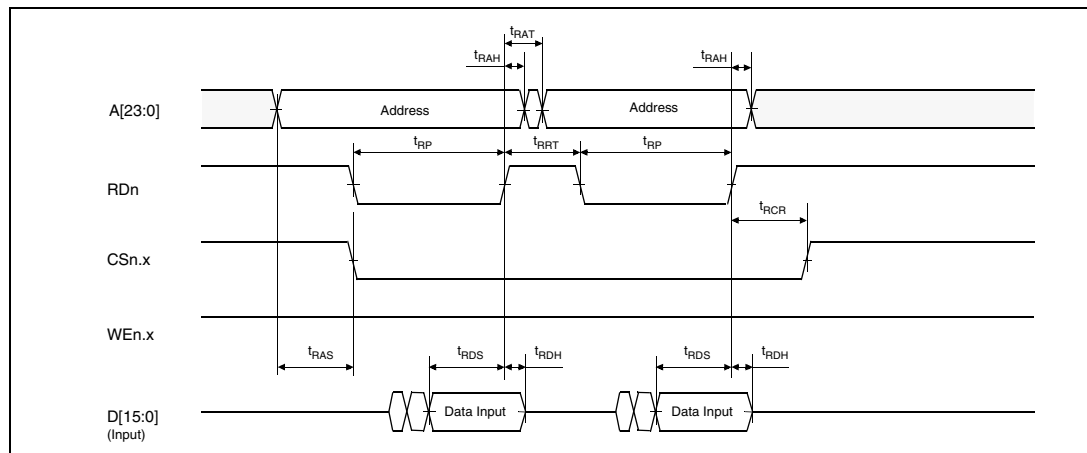 tRAT
tRAH
tRAH
A[23:0]
Address
Address
tRP
tRRT
tRP
RDn
tRCR
CSn.x
WEn.x
tRAS
tRDS
tRDH
tRDS
tRDH
D[15:0]
(Input)
Data Input
Data Input